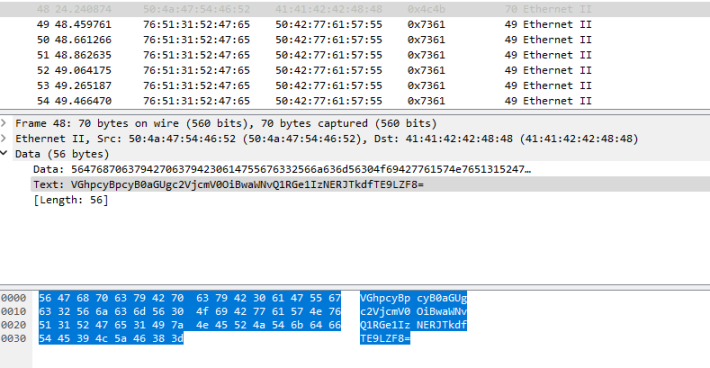 48 24.240874 50:4a:47:54:46:52 41:41:42:42:48:48 0x4c4b 70 Ethernet II
49 48.459761 76:51:31:52:47:65 50:42:77:61:57:55 0x7361 49 Ethernet II
50 48.661266 76:51:31:52:47:65 50:42:77:61:57:55 0x7361 49 Ethernet II
51 48.862635 76:51:31:52:47:65 50:42:77:61:57:55 0x7361 49 Ethernet II
52 49.064175 76:51:31:52:47:65 50:42:77:61:57:55 0x7361 49 Ethernet II
53 49.265187 76:51:31:52:47:65 50:42:77:61:57:55 0x7361 49 Ethernet II
54 49.466470 76:51:31:52:47:65 50:42:77:61:57:55 0x7361 49 Ethernet II
Frame 48: 70 bytes on wire (560 bits), 70 bytes captured (560 bits)
Ethernet II, Src: 50:4a:47:54:46:52 (50:4a:47:54:46:52), Dst: 41:41:42:42:48:48 (41:41:42:42:48:48)
Data (56 bytes)
Data: 564768706379427063794230614755676332566a636d56304f69427761574e7651315247…
Text: VGhpcyBpcyB0aGUgc2VjcmV0OiBwaWNvQ1RGe1IzNERJTkdfTE9LZF8=
[Length: 56]
0000 56 47 68 70 63 79 42 70 63 79 42 30 61 47 55 67 VGhpcyBp cyB0aGUg
0010 63 32 56 6a 63 6d 56 30 4f 69 42 77 61 57 4e 76 c2VjcmV0 OiBwaWNv
0020 51 31 52 47 65 31 49 7a 4e 45 52 4a 54 6b 64 66 Q1RGe1Iz NERJTkdf
0030 54 45 39 4c 5a 46 38 3d TE9LZF8=